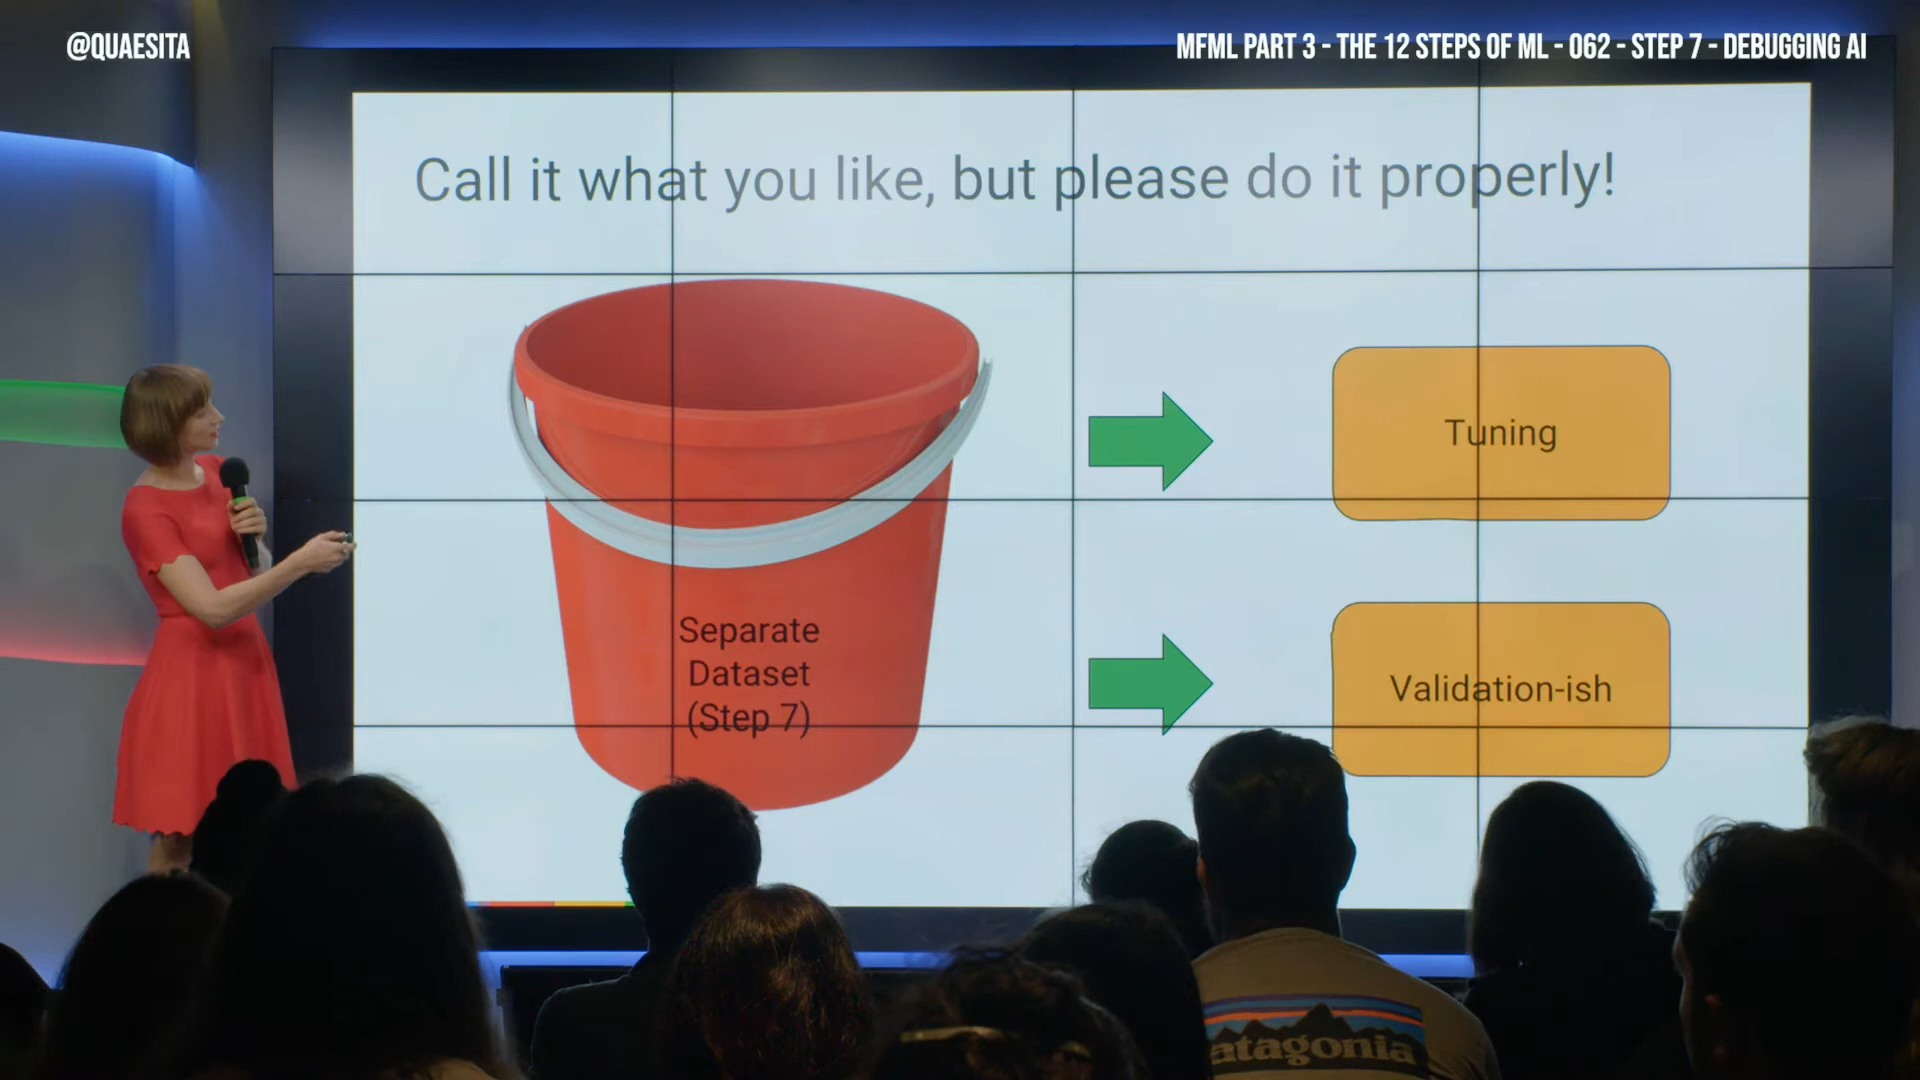 @QUAESITA
MFML PART 3 - THE 12 STEPS OF ML - 062 - STEP 7 - DEBUGGING AI
Call it what you like, but please do it properly!
Tuning
Separate
Dataset
(Step 7)
Validation-ish
atagonia